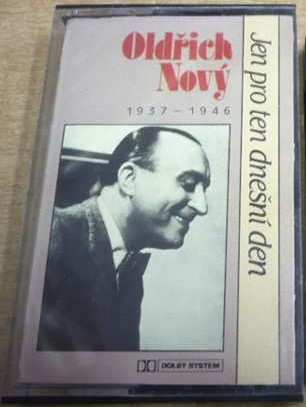 Oldřich
Nový
1937 – 1946
Jen pro ten dnešní den
DOLBY SYSTEM